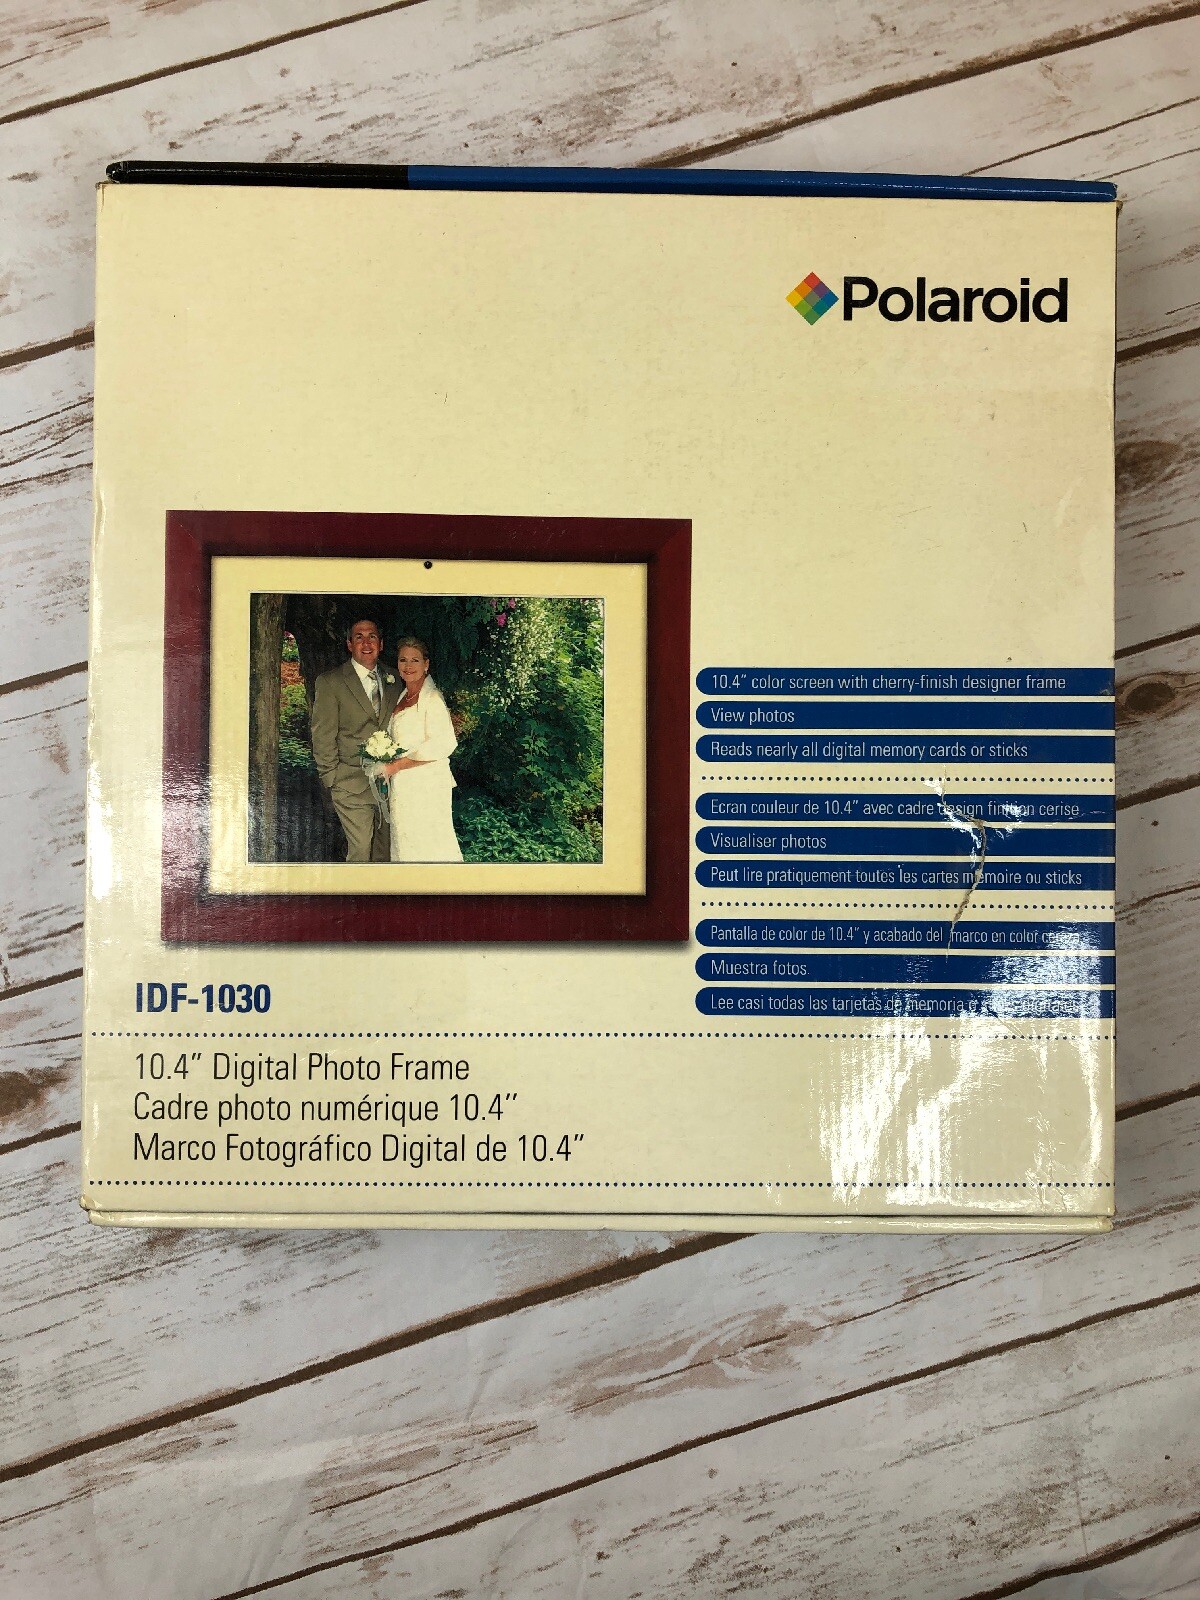 Polaroid
10.4" color screen with cherry-finish designer frame
View photos
Reads nearly all digital memory cards or sticks
Ecran couleur de 10.4" avec cadre design finition cerise
Visualiser photos
Peut lire pratiquement toutes les cartes mémoire ou sticks
Pantalla de color de 10.4" y acabado del marco en color
Muestra fotos.
Lee casi todas las tarjetas de memoria o
IDF-1030
10.4" Digital Photo Frame
Cadre photo numérique 10.4"
Marco Fotográfico Digital de 10.4"